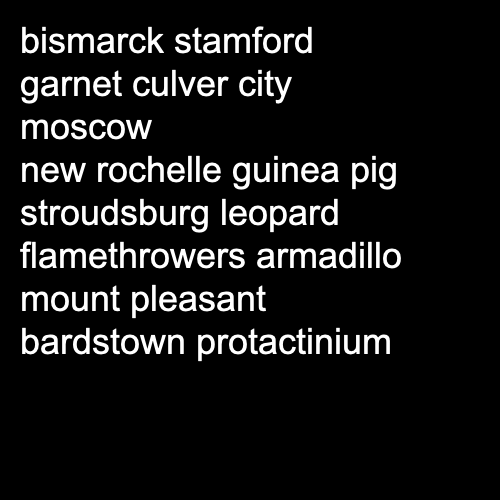 bismarck stamford
garnet culver city
moscow
new rochelle guinea pig
stroudsburg leopard
flamethrowers armadillo
mount pleasant
bardstown protactinium